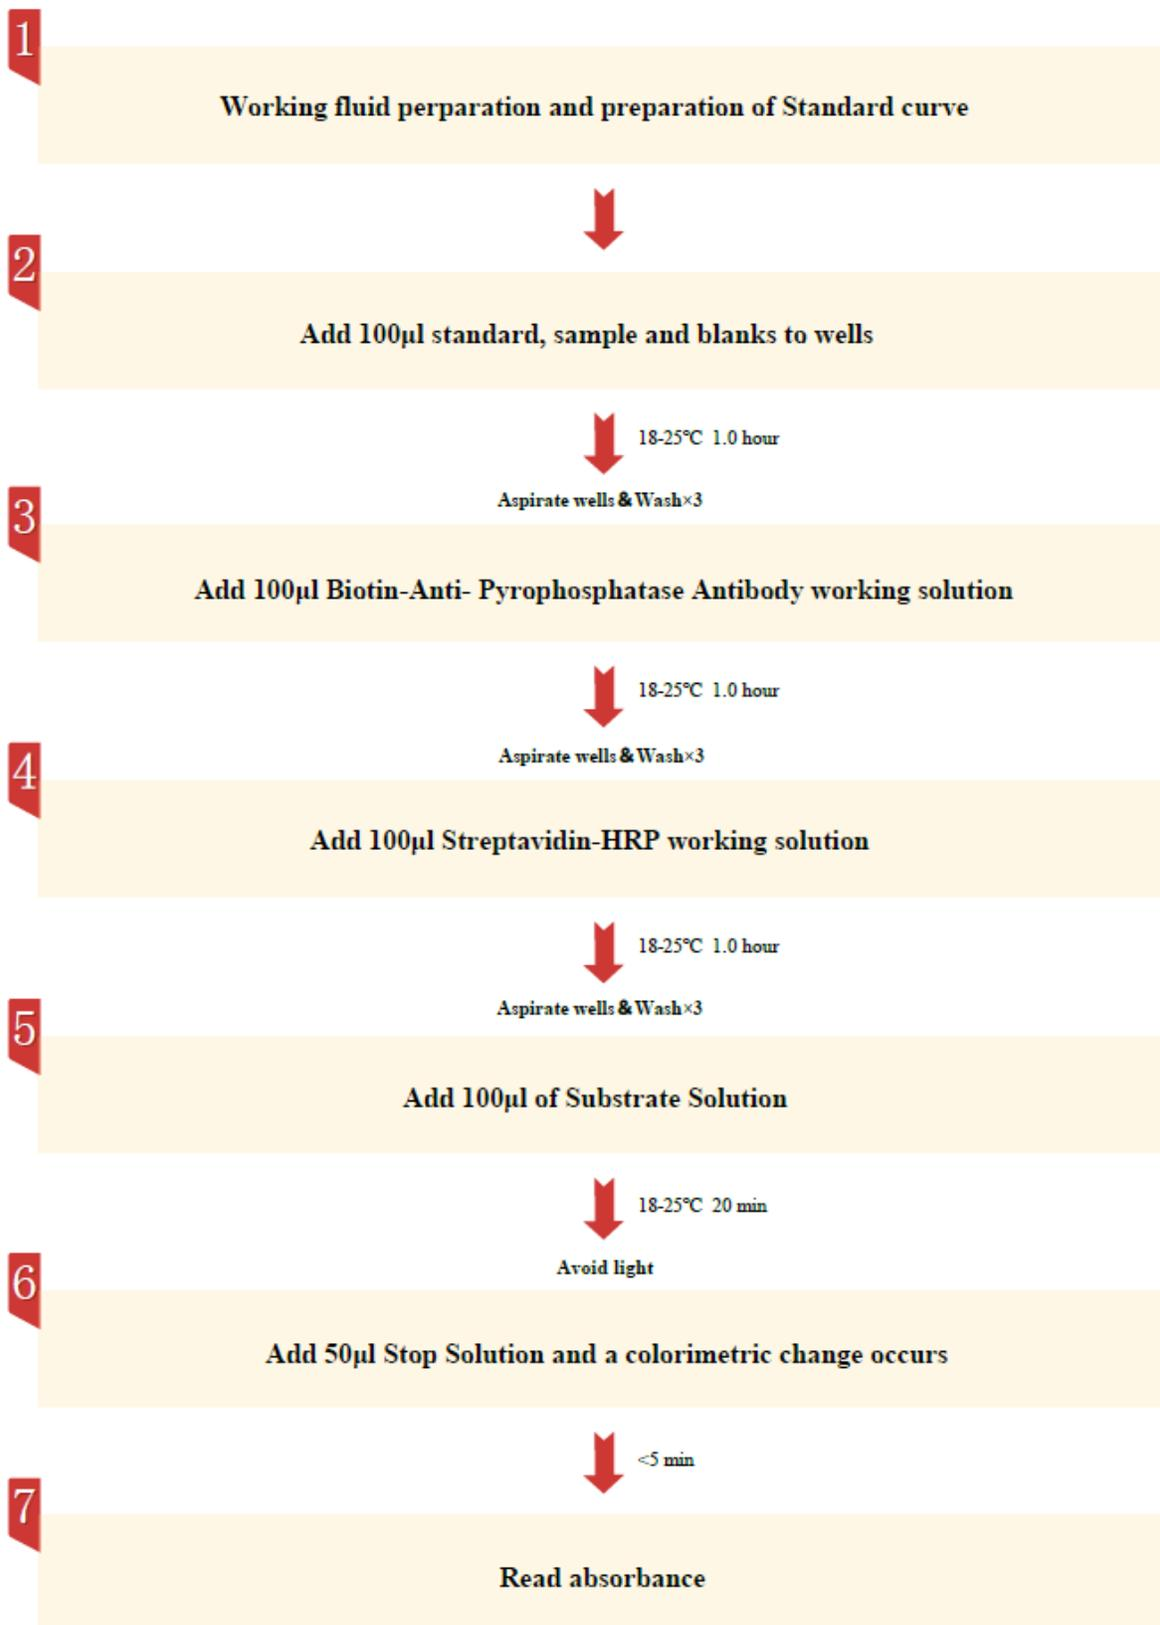 1
Working fluid perparation and preparation of Standard curve
2
Add 100μl standard, sample and blanks to wells
18-25℃ 1.0 hour
Aspirate wells & Wash×3
3
Add 100μl Biotin-Anti- Pyrophosphatase Antibody working solution
18-25℃ 1.0 hour
Aspirate wells & Wash×3
4
Add 100μl Streptavidin-HRP working solution
18-25℃ 1.0 hour
Aspirate wells & Wash×3
5
Add 100μl of Substrate Solution
18-25℃ 20 min
Avoid light
6
Add 50μl Stop Solution and a colorimetric change occurs
<5 min
7
Read absorbance